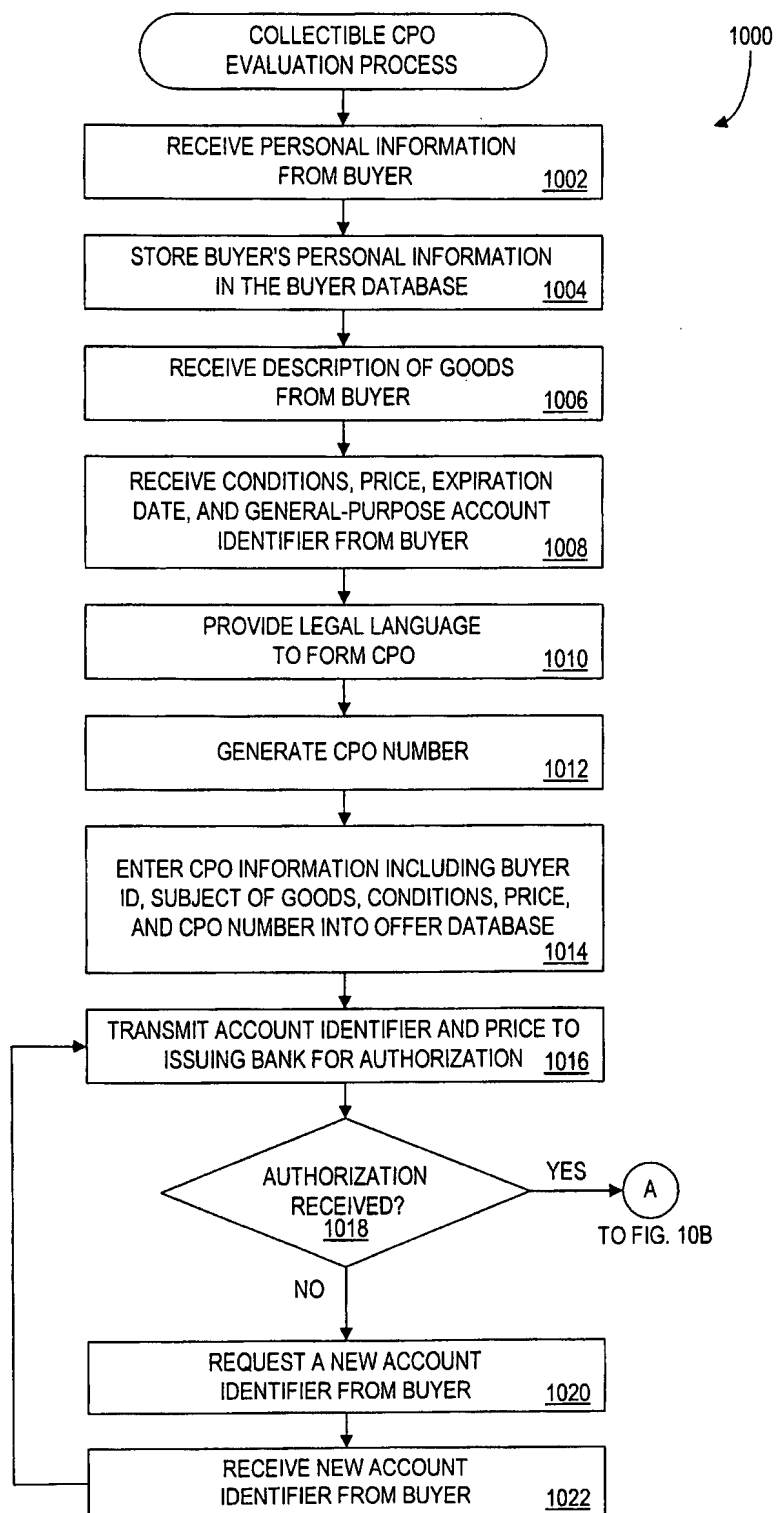 COLLECTIBLE CPO
EVALUATION PROCESS
1000
RECEIVE PERSONAL INFORMATION
FROM BUYER
1002
STORE BUYER'S PERSONAL INFORMATION
IN THE BUYER DATABASE
1004
RECEIVE DESCRIPTION OF GOODS
FROM BUYER
1006
RECEIVE CONDITIONS, PRICE, EXPIRATION
DATE, AND GENERAL-PURPOSE ACCOUNT
IDENTIFIER FROM BUYER
1008
PROVIDE LEGAL LANGUAGE
TO FORM CPO
1010
GENERATE CPO NUMBER
1012
ENTER CPO INFORMATION INCLUDING BUYER
ID, SUBJECT OF GOODS, CONDITIONS, PRICE,
AND CPO NUMBER INTO OFFER DATABASE
1014
TRANSMIT ACCOUNT IDENTIFIER AND PRICE TO
ISSUING BANK FOR AUTHORIZATION
1016
AUTHORIZATION
RECEIVED?
1018
YES
A
TO FIG. 10B
NO
REQUEST A NEW ACCOUNT
IDENTIFIER FROM BUYER
1020
RECEIVE NEW ACCOUNT
IDENTIFIER FROM BUYER
1022